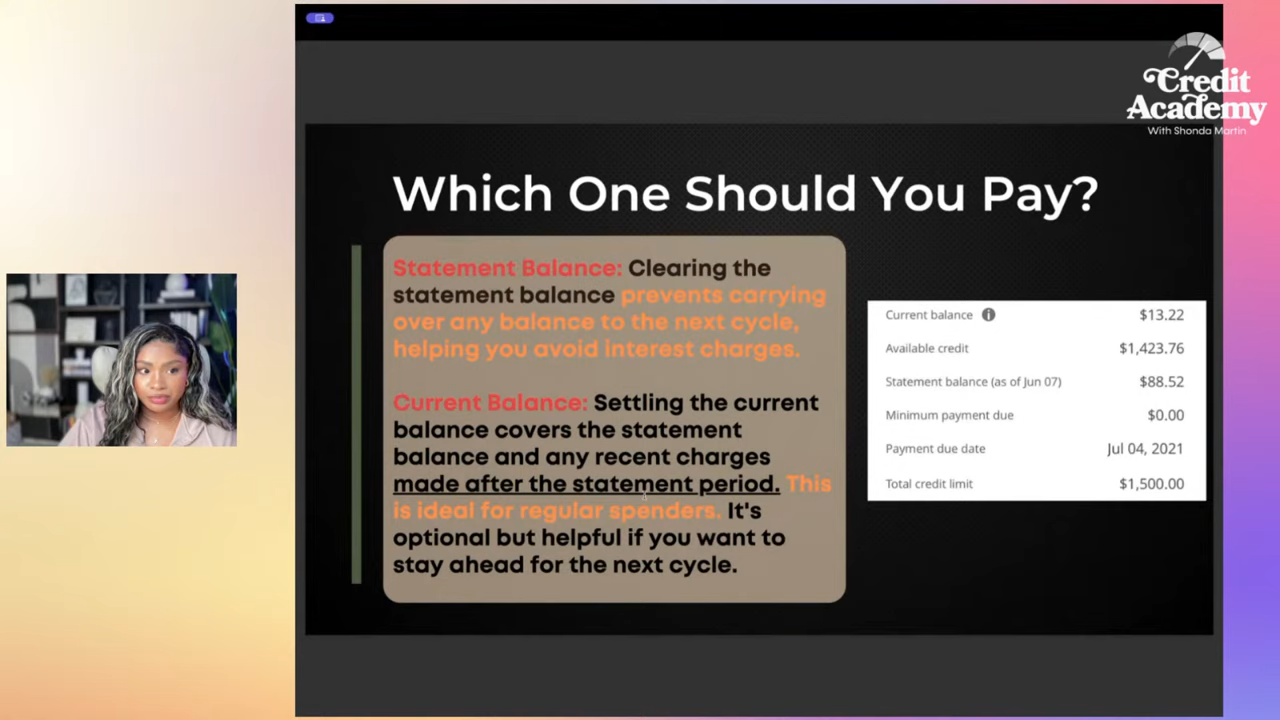 Credit
Academy
With Shonda Martin
Which One Should You Pay?
Statement Balance: Clearing the
statement balance prevents carrying
over any balance to the next cycle,
helping you avoid interest charges.
Current Balance: Settling the current
balance covers the statement
balance and any recent charges
made after the statement period. This
is ideal for regular spenders. It's
optional but helpful if you want to
stay ahead for the next cycle.
Current balance $13.22
Available credit $1,423.76
Statement balance (as of Jun 07) $88.52
Minimum payment due $0.00
Payment due date Jul 04, 2021
Total credit limit $1,500.00